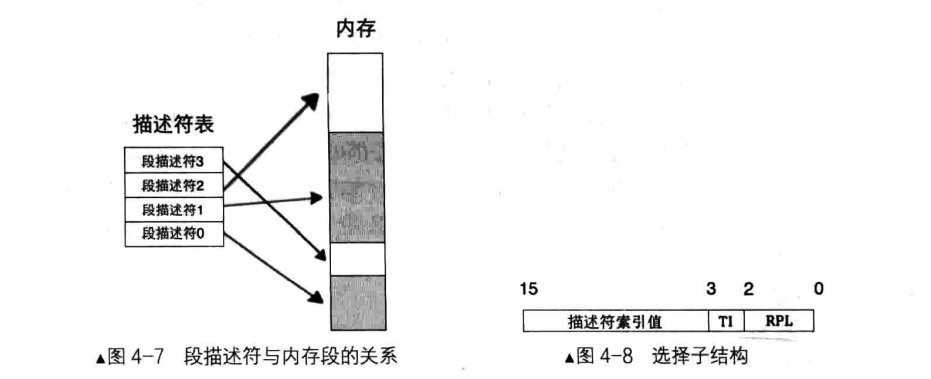 内存
描述符表
段描述符3
段描述符2
段描述符1
段描述符0
▲图 4-7 段描述符与内存段的关系
15 3 2 0
描述符索引值 TI RPL
▲图 4-8 选择子结构